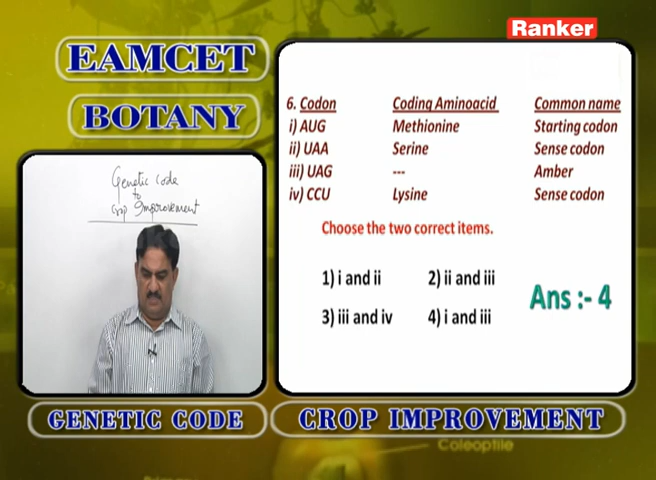 Ranker
EAMCET
BOTANY
Genetic code
to
Crop Improvement
6. Codon Coding Aminoacid Common name
i) AUG Methionine Starting codon
ii) UAA Serine Sense codon
iii) UAG --- Amber
iv) CCU Lysine Sense codon
Choose the two correct items.
1) i and ii 2) ii and iii
3) iii and iv 4) i and iii
Ans :- 4
GENETIC CODE
CROP IMPROVEMENT
Coleoptile